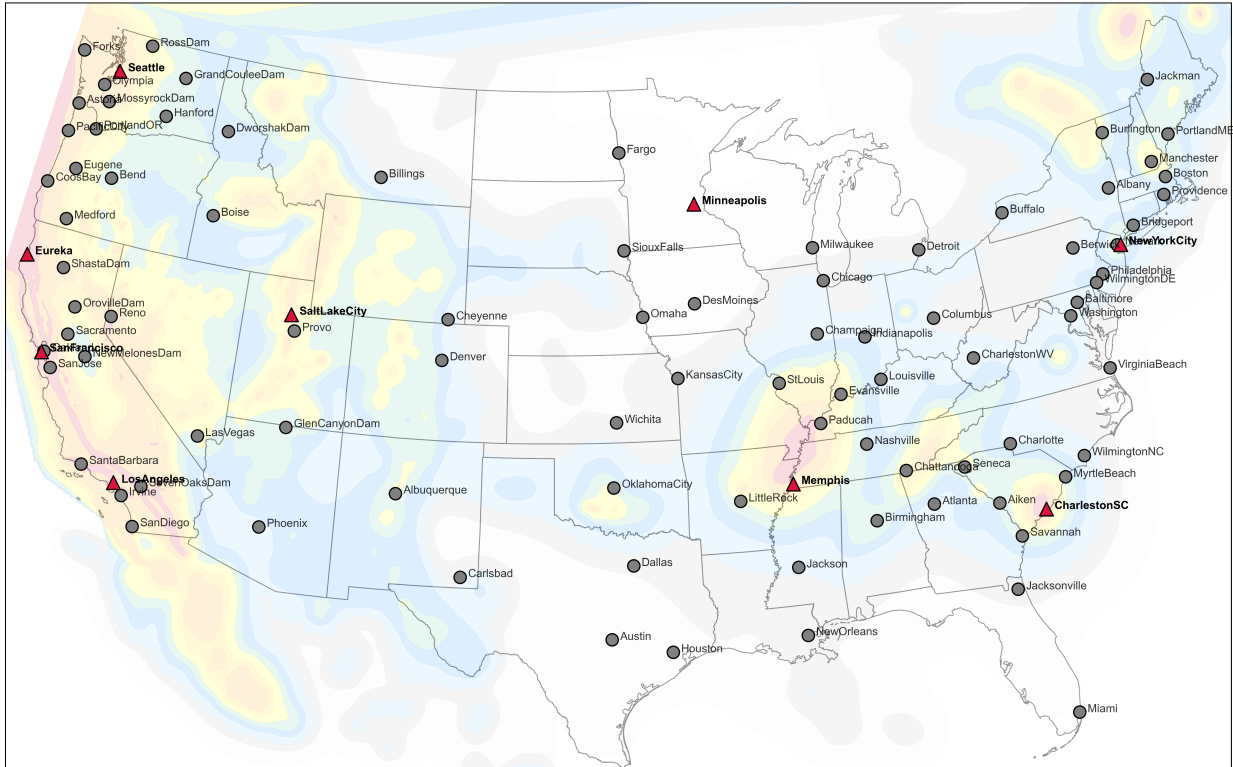 Forks
RossDam
Seattle
GrandCouleeDam
Olympia
Astoria
MossyrockDam
Hanford
PacificCity
PortlandOR
DworshakDam
Eugene
CoosBay
Bend
Billings
Medford
Boise
Eureka
ShastaDam
OrovilleDam
Reno
SaltLakeCity
Provo
Sacramento
SanFrancisco
NewMelonesDam
SanJose
Cheyenne
Denver
LasVegas
GlenCanyonDam
SantaBarbara
LosAngeles
SevenOaksDam
Irvine
SanDiego
Phoenix
Albuquerque
Carlsbad
Fargo
Minneapolis
SiouxFalls
Omaha
DesMoines
KansasCity
Wichita
OklahomaCity
Dallas
Austin
Houston
Milwaukee
Chicago
Detroit
Champaign
Indianapolis
Columbus
StLouis
Evansville
Louisville
CharlestonWV
Paducah
Nashville
Memphis
LittleRock
Chattanooga
Seneca
Charlotte
WilmingtonNC
MyrtleBeach
Birmingham
Atlanta
Aiken
CharlestonSC
Savannah
Jackson
Jacksonville
NewOrleans
Miami
Jackman
Burlington
PortlandME
Manchester
Boston
Albany
Providence
Buffalo
Bridgeport
Berwick
NewYorkCity
Philadelphia
WilmingtonDE
Baltimore
Washington
VirginiaBeach